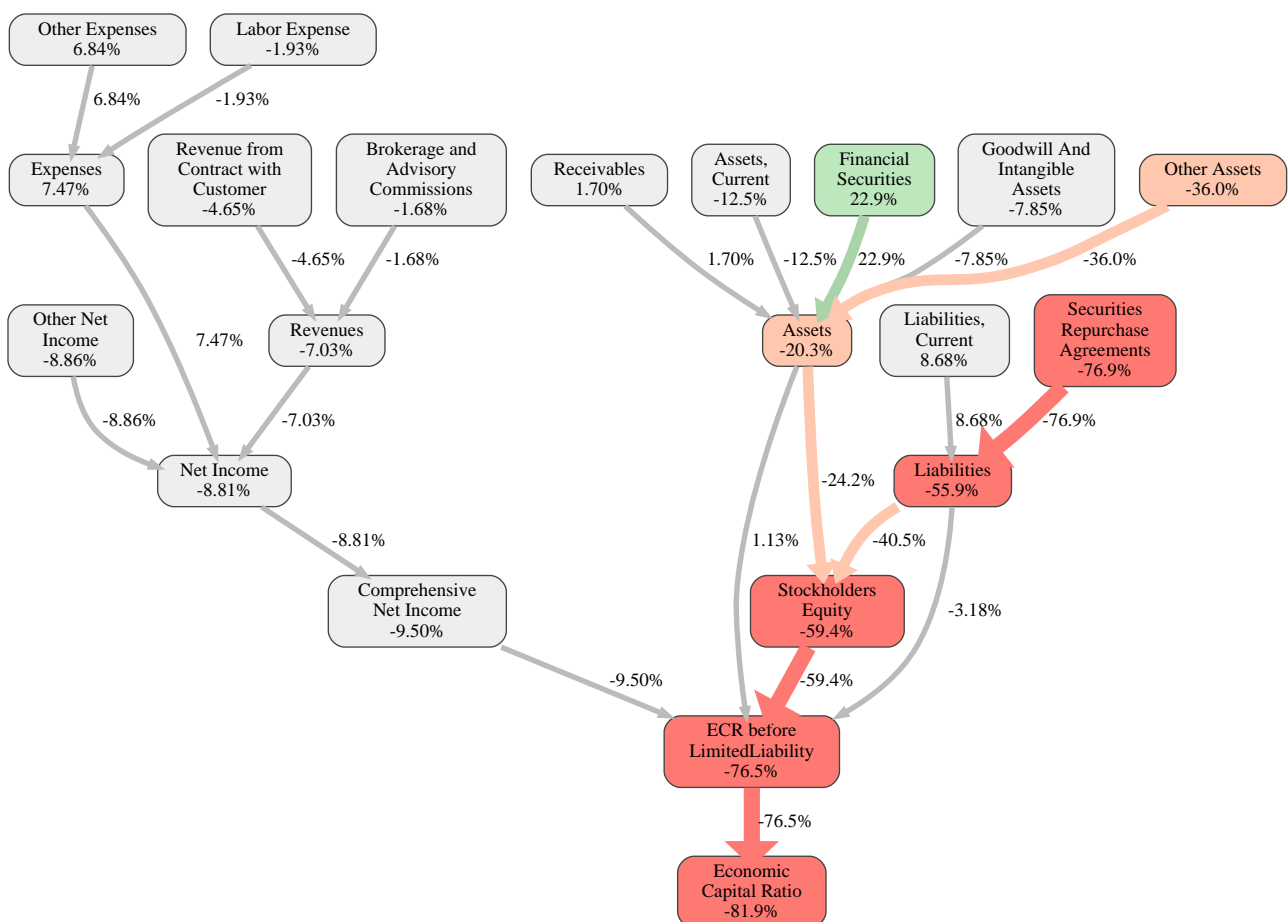 Other Expenses
6.84%
Labor Expense
-1.93%
6.84%
-1.93%
Expenses
7.47%
Revenue from
Contract with
Customer
-4.65%
Brokerage and
Advisory
Commissions
-1.68%
Receivables
1.70%
Assets,
Current
-12.5%
Financial
Securities
22.9%
Goodwill And
Intangible
Assets
-7.85%
Other Assets
-36.0%
-4.65%
-1.68%
1.70%
-12.5%
22.9%
-7.85%
-36.0%
Other Net
Income
-8.86%
7.47%
Revenues
-7.03%
Assets
-20.3%
Liabilities,
Current
8.68%
Securities
Repurchase
Agreements
-76.9%
-8.86%
-7.03%
8.68%
-76.9%
Net Income
-8.81%
-24.2%
Liabilities
-55.9%
-8.81%
1.13%
-40.5%
Comprehensive
Net Income
-9.50%
Stockholders
Equity
-59.4%
-3.18%
-9.50%
-59.4%
ECR before
LimitedLiability
-76.5%
-76.5%
Economic
Capital Ratio
-81.9%